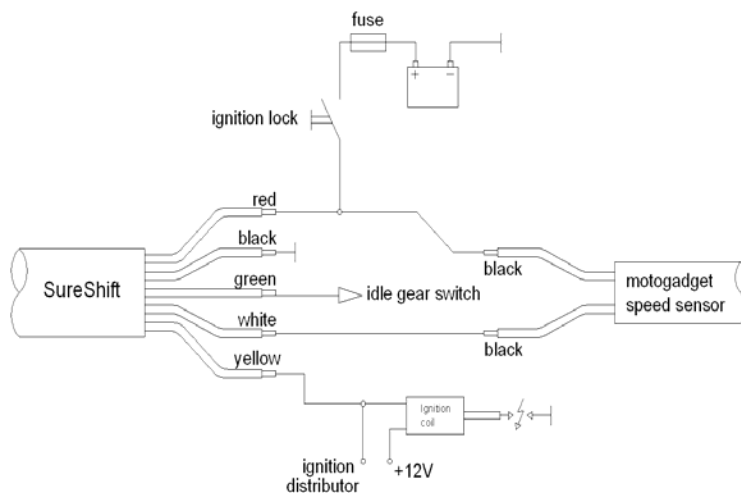 fuse
+ −
ignition lock
red
black
black
SureShift
green
idle gear switch
motogadget
speed sensor
white
black
yellow
Ignition
coil
ignition
distributor
+12V